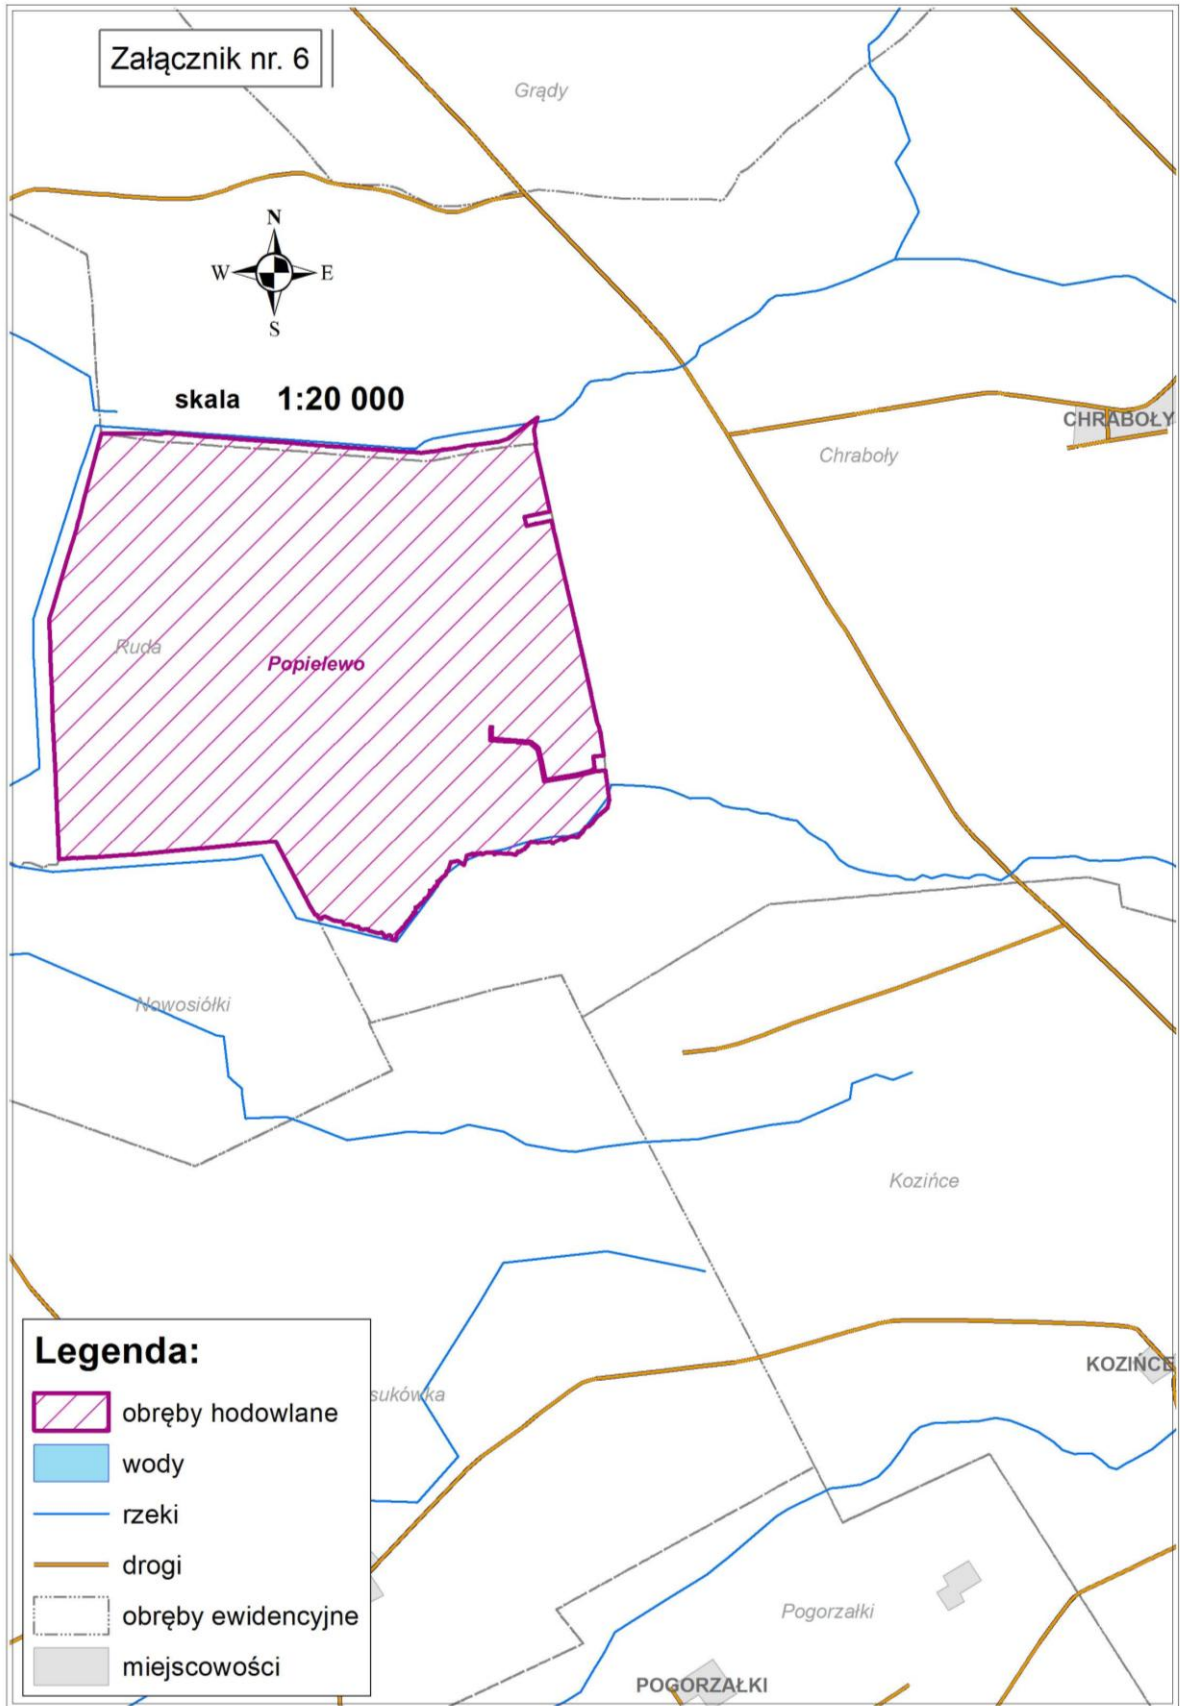 Załącznik nr. 6
Grądy
N
W E
S
skala 1:20 000
CHRABOŁY
Chraboły
Ruda
Popielewo
Nowosiółki
Kozińce
KOZIŃCE
sukówka
Pogorzałki
POGORZAŁKI
Legenda:
obręby hodowlane
wody
rzeki
drogi
obręby ewidencyjne
miejscowości